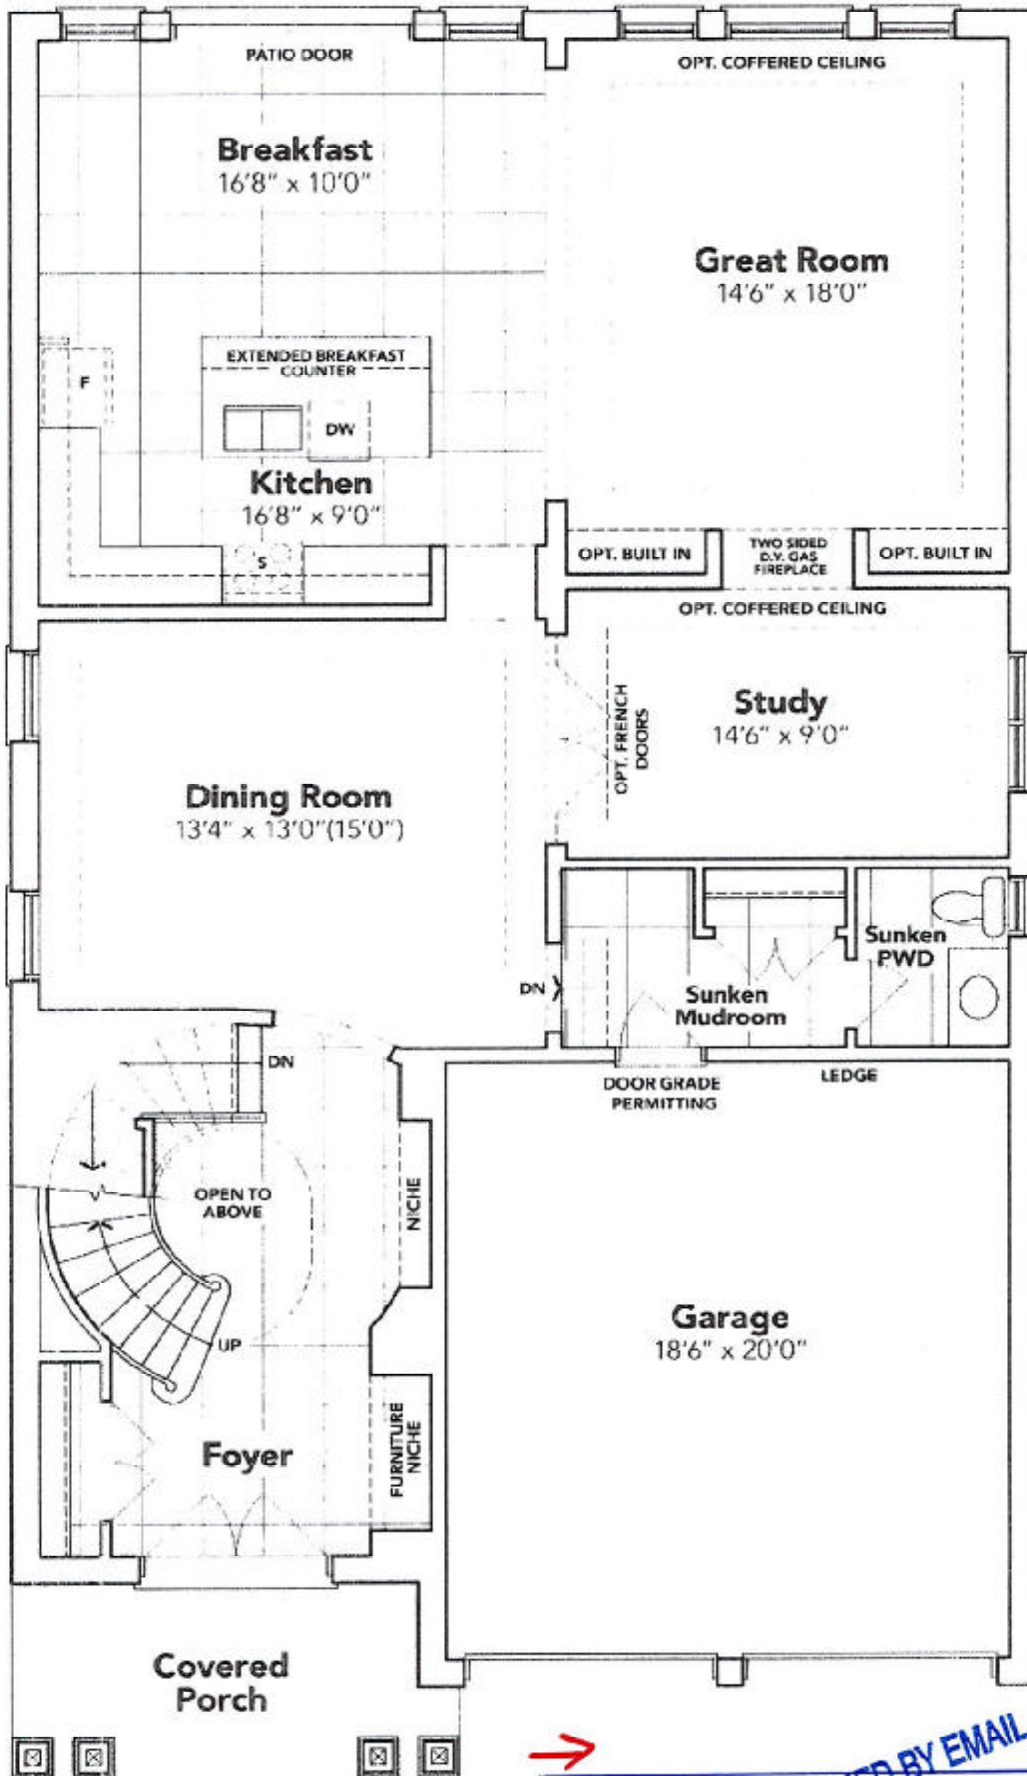 PATIO DOOR
OPT. COFFERED CEILING
Breakfast
16'8" x 10'0"
Great Room
14'6" x 18'0"
EXTENDED BREAKFAST
COUNTER
F
DW
Kitchen
16'8" x 9'0"
S
OPT. BUILT IN
TWO SIDED
D.V. GAS
FIREPLACE
OPT. BUILT IN
OPT. COFFERED CEILING
OPT. FRENCH
DOORS
Study
14'6" x 9'0"
Dining Room
13'4" x 13'0"(15'0")
Sunken
PWD
DN
Sunken
Mudroom
DN
DOOR GRADE
PERMITTING
LEDGE
OPEN TO
ABOVE
NICHE
UP
Garage
18'6" x 20'0"
FURNITURE
NICHE
Foyer
Covered
Porch
BY EMAIL